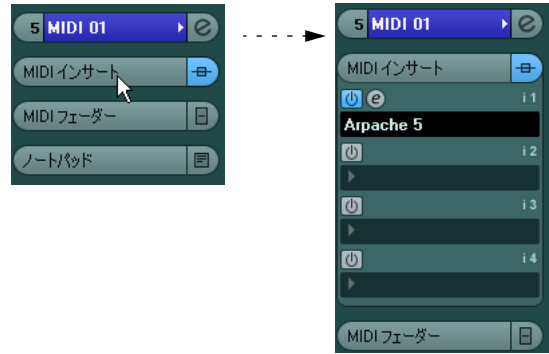 5 MIDI 01
MIDI インサート
MIDI フェーダー
ノートパッド
5 MIDI 01
MIDI インサート
e i 1
Arpache 5
i 2
i 3
i 4
MIDI フェーダー